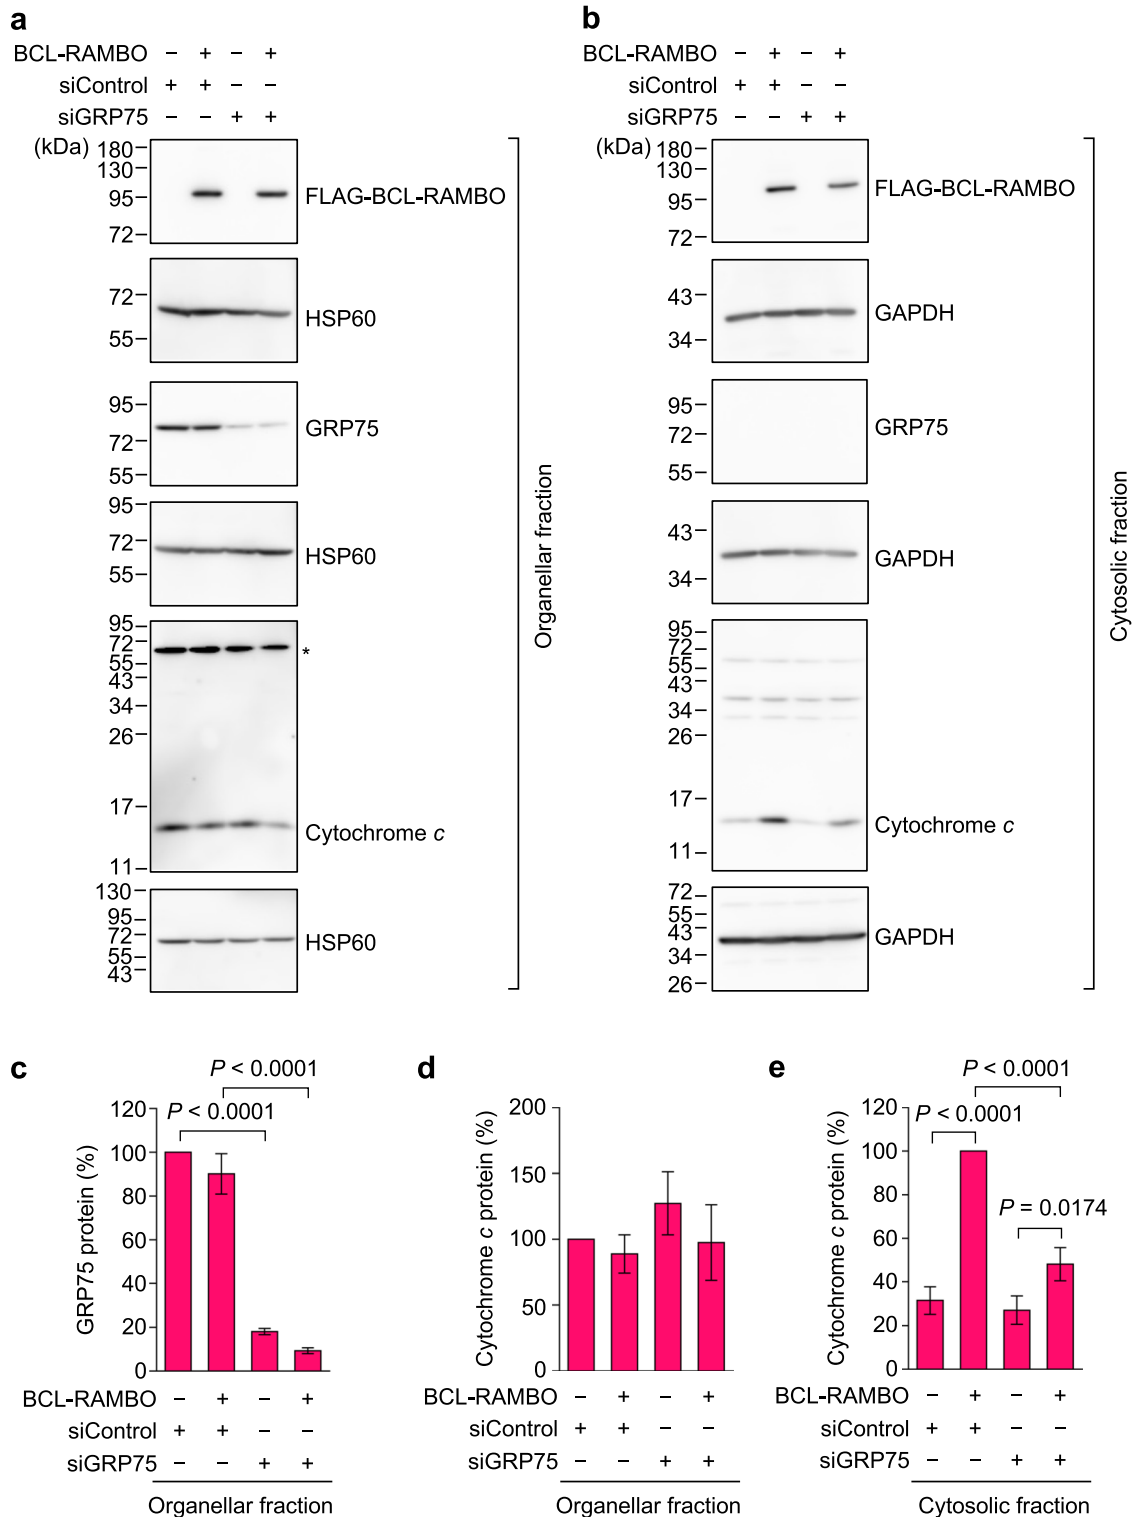 a
BCL-RAMBO – + – +
siControl + + – –
siGRP75 – – + +
(kDa)
180
130
95
72
FLAG-BCL-RAMBO
72
55
HSP60
95
72
55
GRP75
95
72
55
HSP60
95
72
55
43
34
26
17
11
*
Cytochrome c
130
95
72
55
43
HSP60
Organellar fraction
b
BCL-RAMBO – + – +
siControl + + – –
siGRP75 – – + +
(kDa)
180
130
95
72
FLAG-BCL-RAMBO
43
34
GAPDH
95
72
55
GRP75
43
34
GAPDH
95
72
55
43
34
26
17
11
Cytochrome c
72
55
43
34
26
GAPDH
Cytosolic fraction
c
P < 0.0001
P < 0.0001
GRP75 protein (%)
120
100
80
60
40
20
0
BCL-RAMBO – + – +
siControl + + – –
siGRP75 – – + +
Organellar fraction
d
Cytochrome c protein (%)
200
150
100
50
0
BCL-RAMBO – + – +
siControl + + – –
siGRP75 – – + +
Organellar fraction
e
P < 0.0001
P < 0.0001
P = 0.0174
Cytochrome c protein (%)
120
100
80
60
40
20
0
BCL-RAMBO – + – +
siControl + + – –
siGRP75 – – + +
Cytosolic fraction